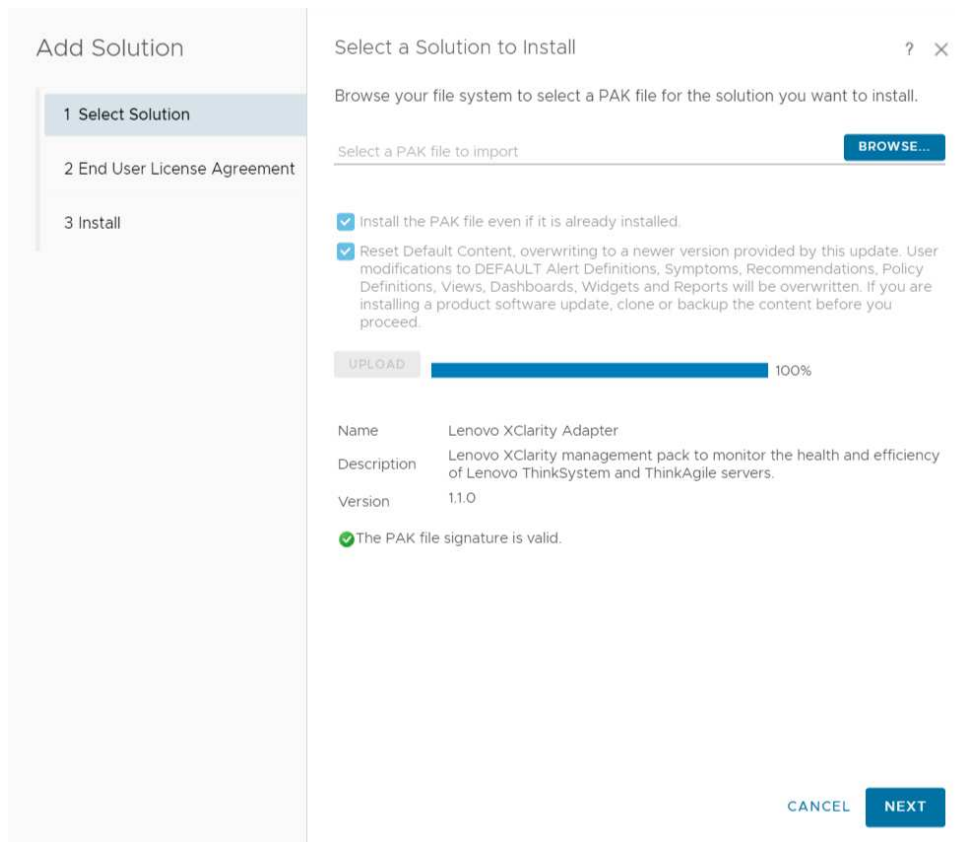 Add Solution
1 Select Solution
2 End User License Agreement
3 Install
Select a Solution to Install
?
Browse your file system to select a PAK file for the solution you want to install.
Select a PAK file to import
BROWSE...
Install the PAK file even if it is already installed.
Reset Default Content, overwriting to a newer version provided by this update. User
modifications to DEFAULT Alert Definitions, Symptoms, Recommendations, Policy
Definitions, Views, Dashboards, Widgets and Reports will be overwritten. If you are
installing a product software update, clone or backup the content before you
proceed.
UPLOAD 100%
Name Lenovo XClarity Adapter
Description Lenovo XClarity management pack to monitor the health and efficiency
of Lenovo ThinkSystem and ThinkAgile servers.
Version 1.1.0
The PAK file signature is valid.
CANCEL NEXT